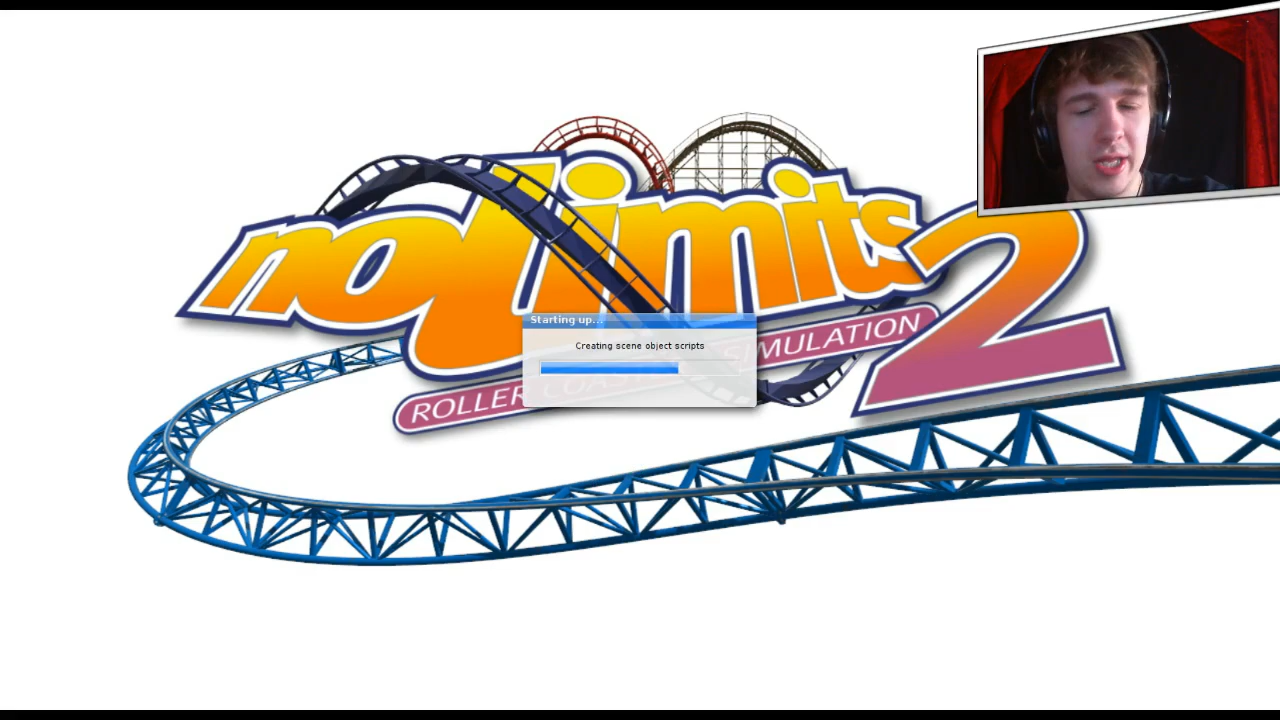 noLimits 2
ROLLER COASTER SIMULATION
Starting up...
Creating scene object scripts